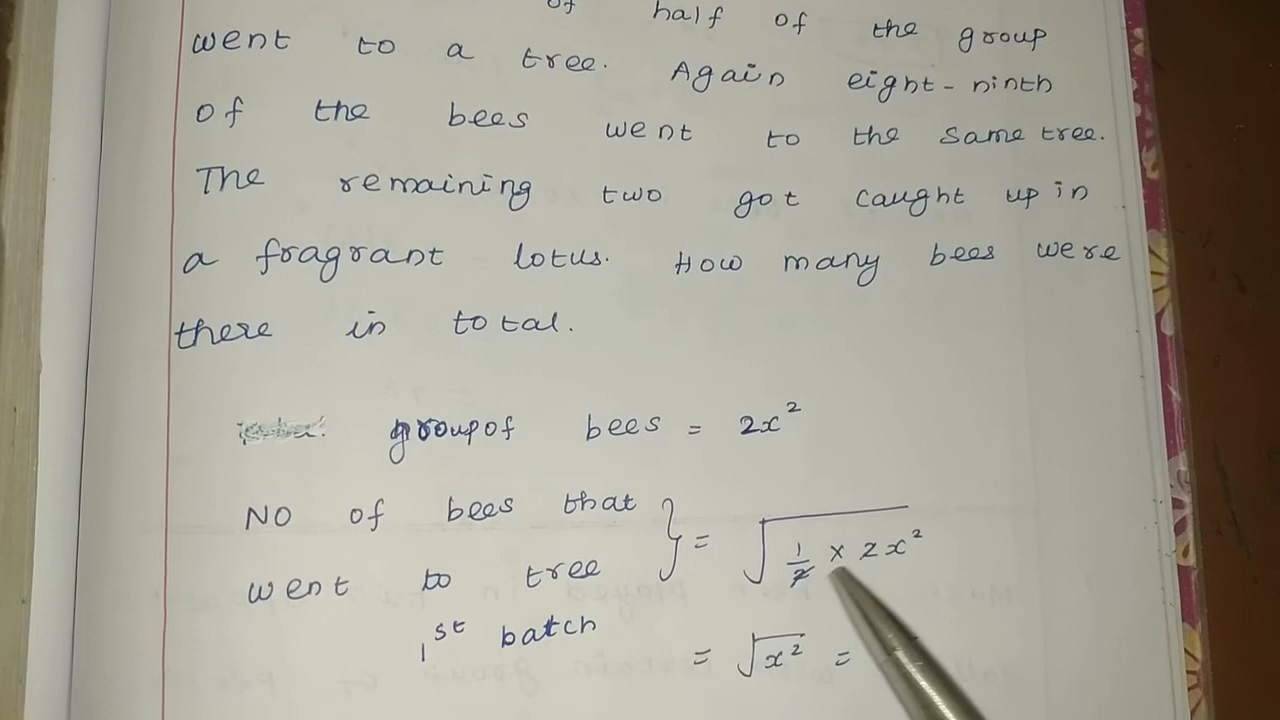 of half of the group
went to a tree. Again eight-ninth
of the bees went to the same tree.
The remaining two got caught up in
a fragrant lotus. How many bees were
there in total.
group of bees = 2x²
NO of bees that
went to tree } = √(1/2 × 2x²)
1st batch
= √x² =